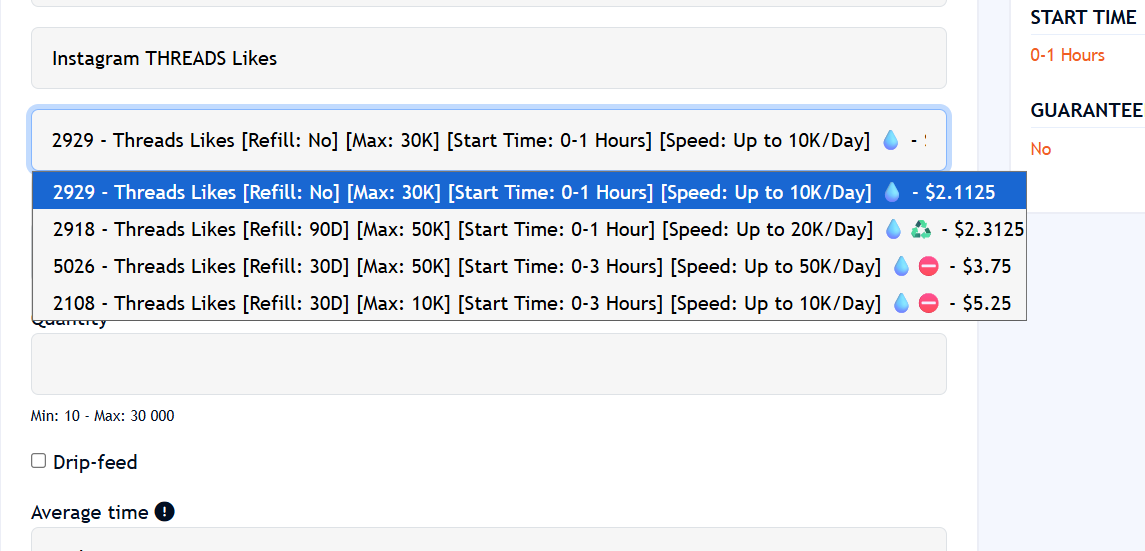 START TIME
0-1 Hours
GUARANTEE
No
Instagram THREADS Likes
2929 - Threads Likes [Refill: No] [Max: 30K] [Start Time: 0-1 Hours] [Speed: Up to 10K/Day] 💧 -
2929 - Threads Likes [Refill: No] [Max: 30K] [Start Time: 0-1 Hours] [Speed: Up to 10K/Day] 💧 - $2.1125
2918 - Threads Likes [Refill: 90D] [Max: 50K] [Start Time: 0-1 Hour] [Speed: Up to 20K/Day] 💧 ♻️ - $2.3125
5026 - Threads Likes [Refill: 30D] [Max: 50K] [Start Time: 0-3 Hours] [Speed: Up to 50K/Day] 💧 ⛔ - $3.75
2108 - Threads Likes [Refill: 30D] [Max: 10K] [Start Time: 0-3 Hours] [Speed: Up to 10K/Day] 💧 ⛔ - $5.25
Quantity
Min: 10 - Max: 30 000
Drip-feed
Average time